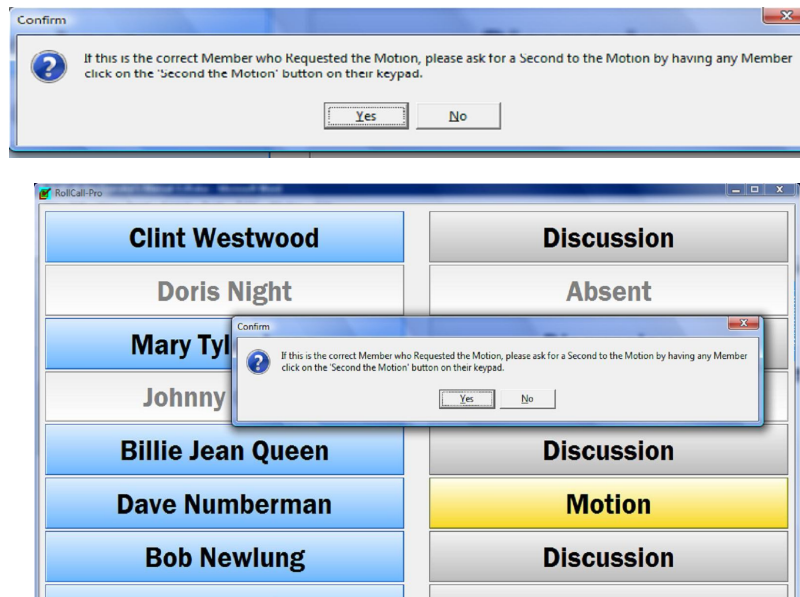 Confirm
If this is the correct Member who Requested the Motion, please ask for a Second to the Motion by having any Member
click on the 'Second the Motion' button on their keypad.
Yes No
RollCall-Pro
Clint Westwood Discussion
Doris Night Absent
Mary Tyl
Confirm
If this is the correct Member who Requested the Motion, please ask for a Second to the Motion by having any Member
click on the 'Second the Motion' button on their keypad.
Yes No
Johnny
Billie Jean Queen Discussion
Dave Numberman Motion
Bob Newlung Discussion